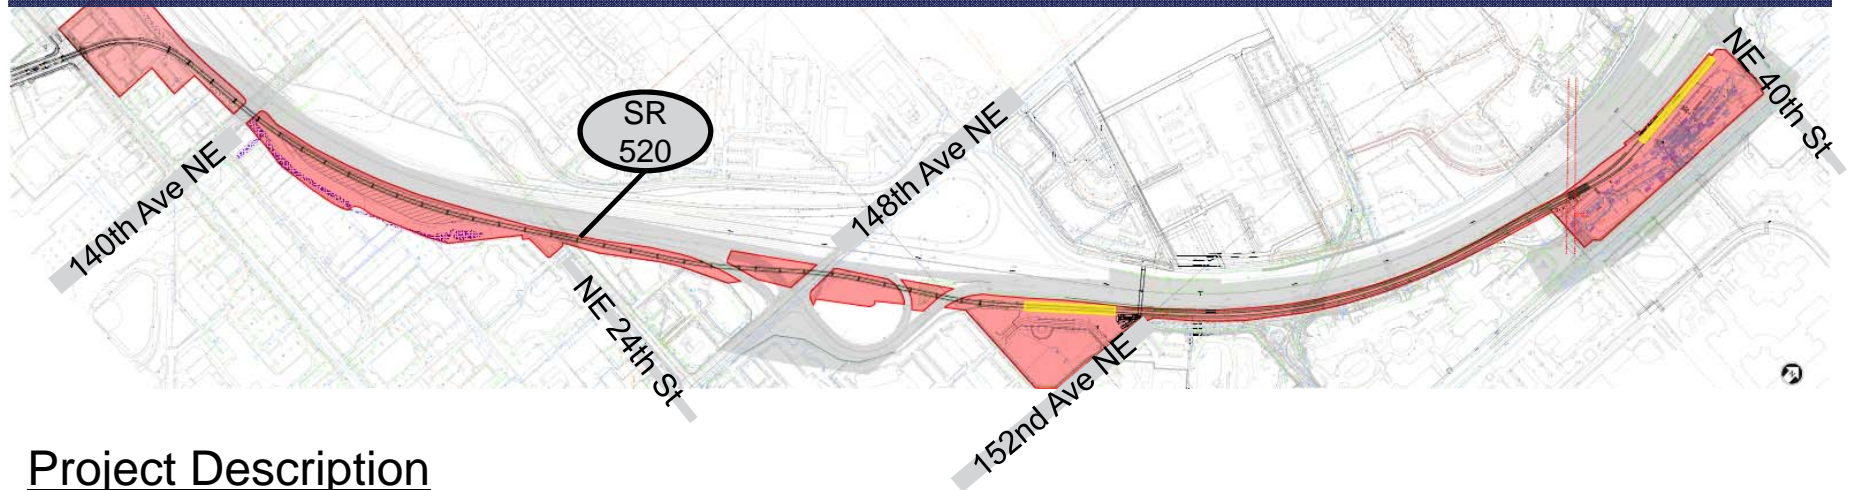 NE 40th St
SR
520
148th Ave NE
140th Ave NE
NE 24th St
152nd Ave NE
Project Description